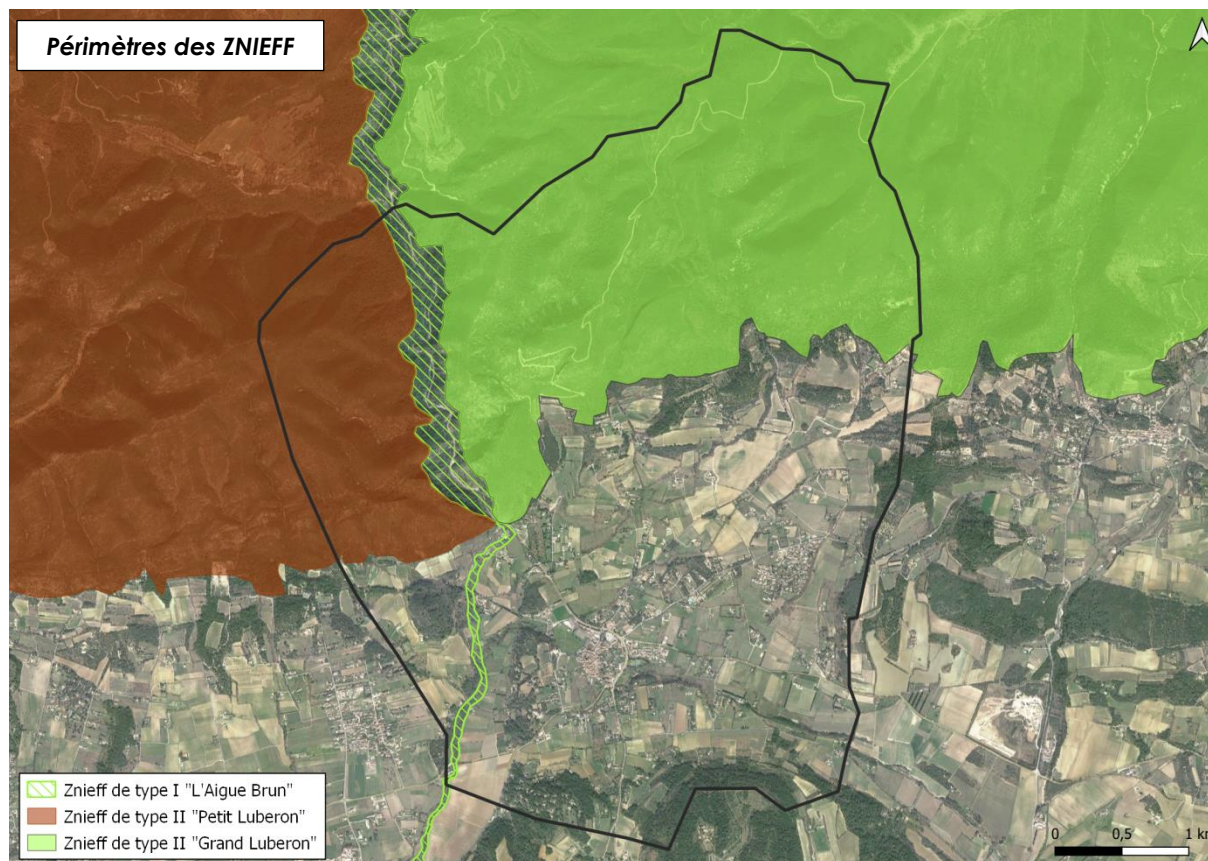 Périmètres des ZNIEFF
Znieff de type I "L'Aigue Brun"
Znieff de type II "Petit Luberon"
Znieff de type II "Grand Luberon"
0 0,5 1 km